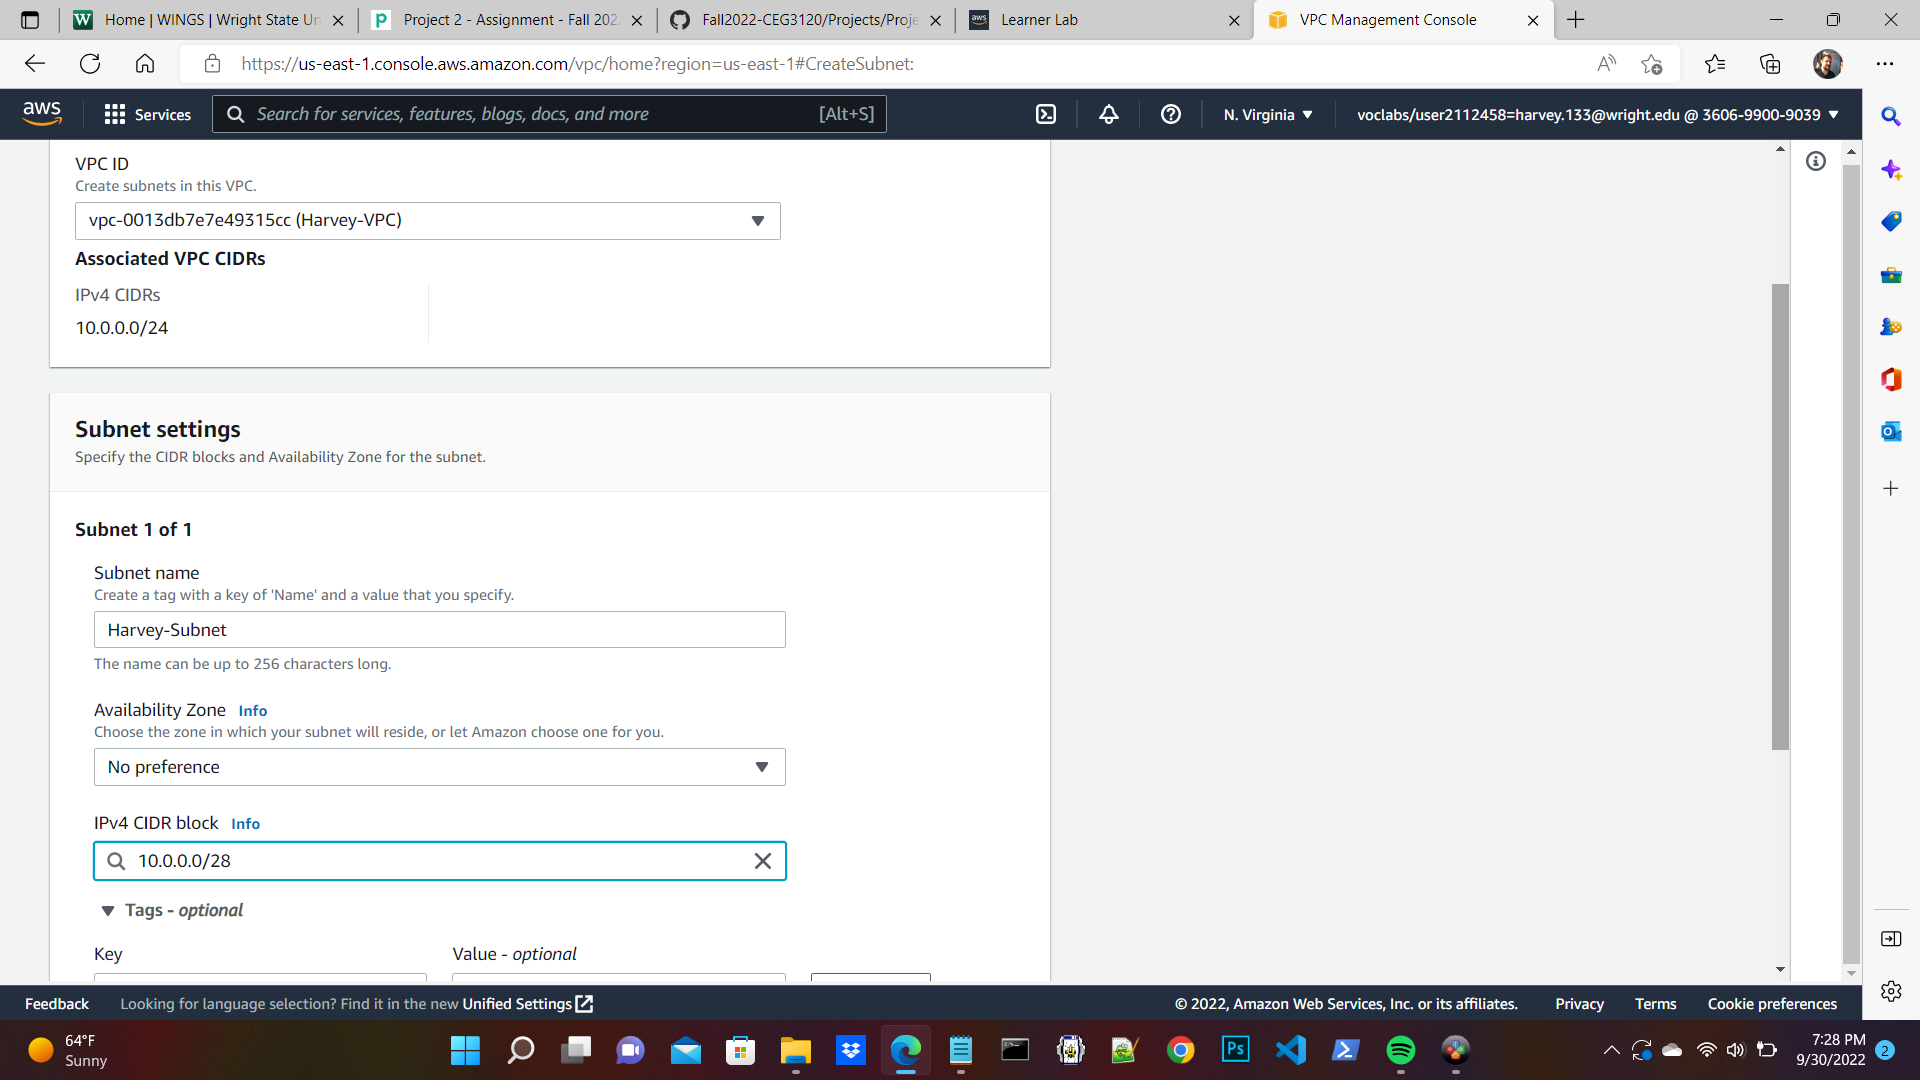 Home | WINGS | Wright State Un
Project 2 - Assignment - Fall 202
Fall2022-CEG3120/Projects/Proje
aws
Learner Lab
VPC Management Console
https://us-east-1.console.aws.amazon.com/vpc/home?region=us-east-1#CreateSubnet:
aws
Services
Search for services, features, blogs, docs, and more
[Alt+S]
N. Virginia
voclabs/user2112458=harvey.133@wright.edu @ 3606-9900-9039
VPC ID
Create subnets in this VPC.
vpc-0013db7e7e49315cc (Harvey-VPC)
Associated VPC CIDRs
IPv4 CIDRs
10.0.0.0/24
Subnet settings
Specify the CIDR blocks and Availability Zone for the subnet.
Subnet 1 of 1
Subnet name
Create a tag with a key of 'Name' and a value that you specify.
Harvey-Subnet
The name can be up to 256 characters long.
Availability Zone Info
Choose the zone in which your subnet will reside, or let Amazon choose one for you.
No preference
IPv4 CIDR block Info
10.0.0.0/28
Tags - optional
Key
Value - optional
Feedback
Looking for language selection? Find it in the new Unified Settings
© 2022, Amazon Web Services, Inc. or its affiliates.
Privacy
Terms
Cookie preferences
64°F
Sunny
Ps
7:28 PM
9/30/2022
2